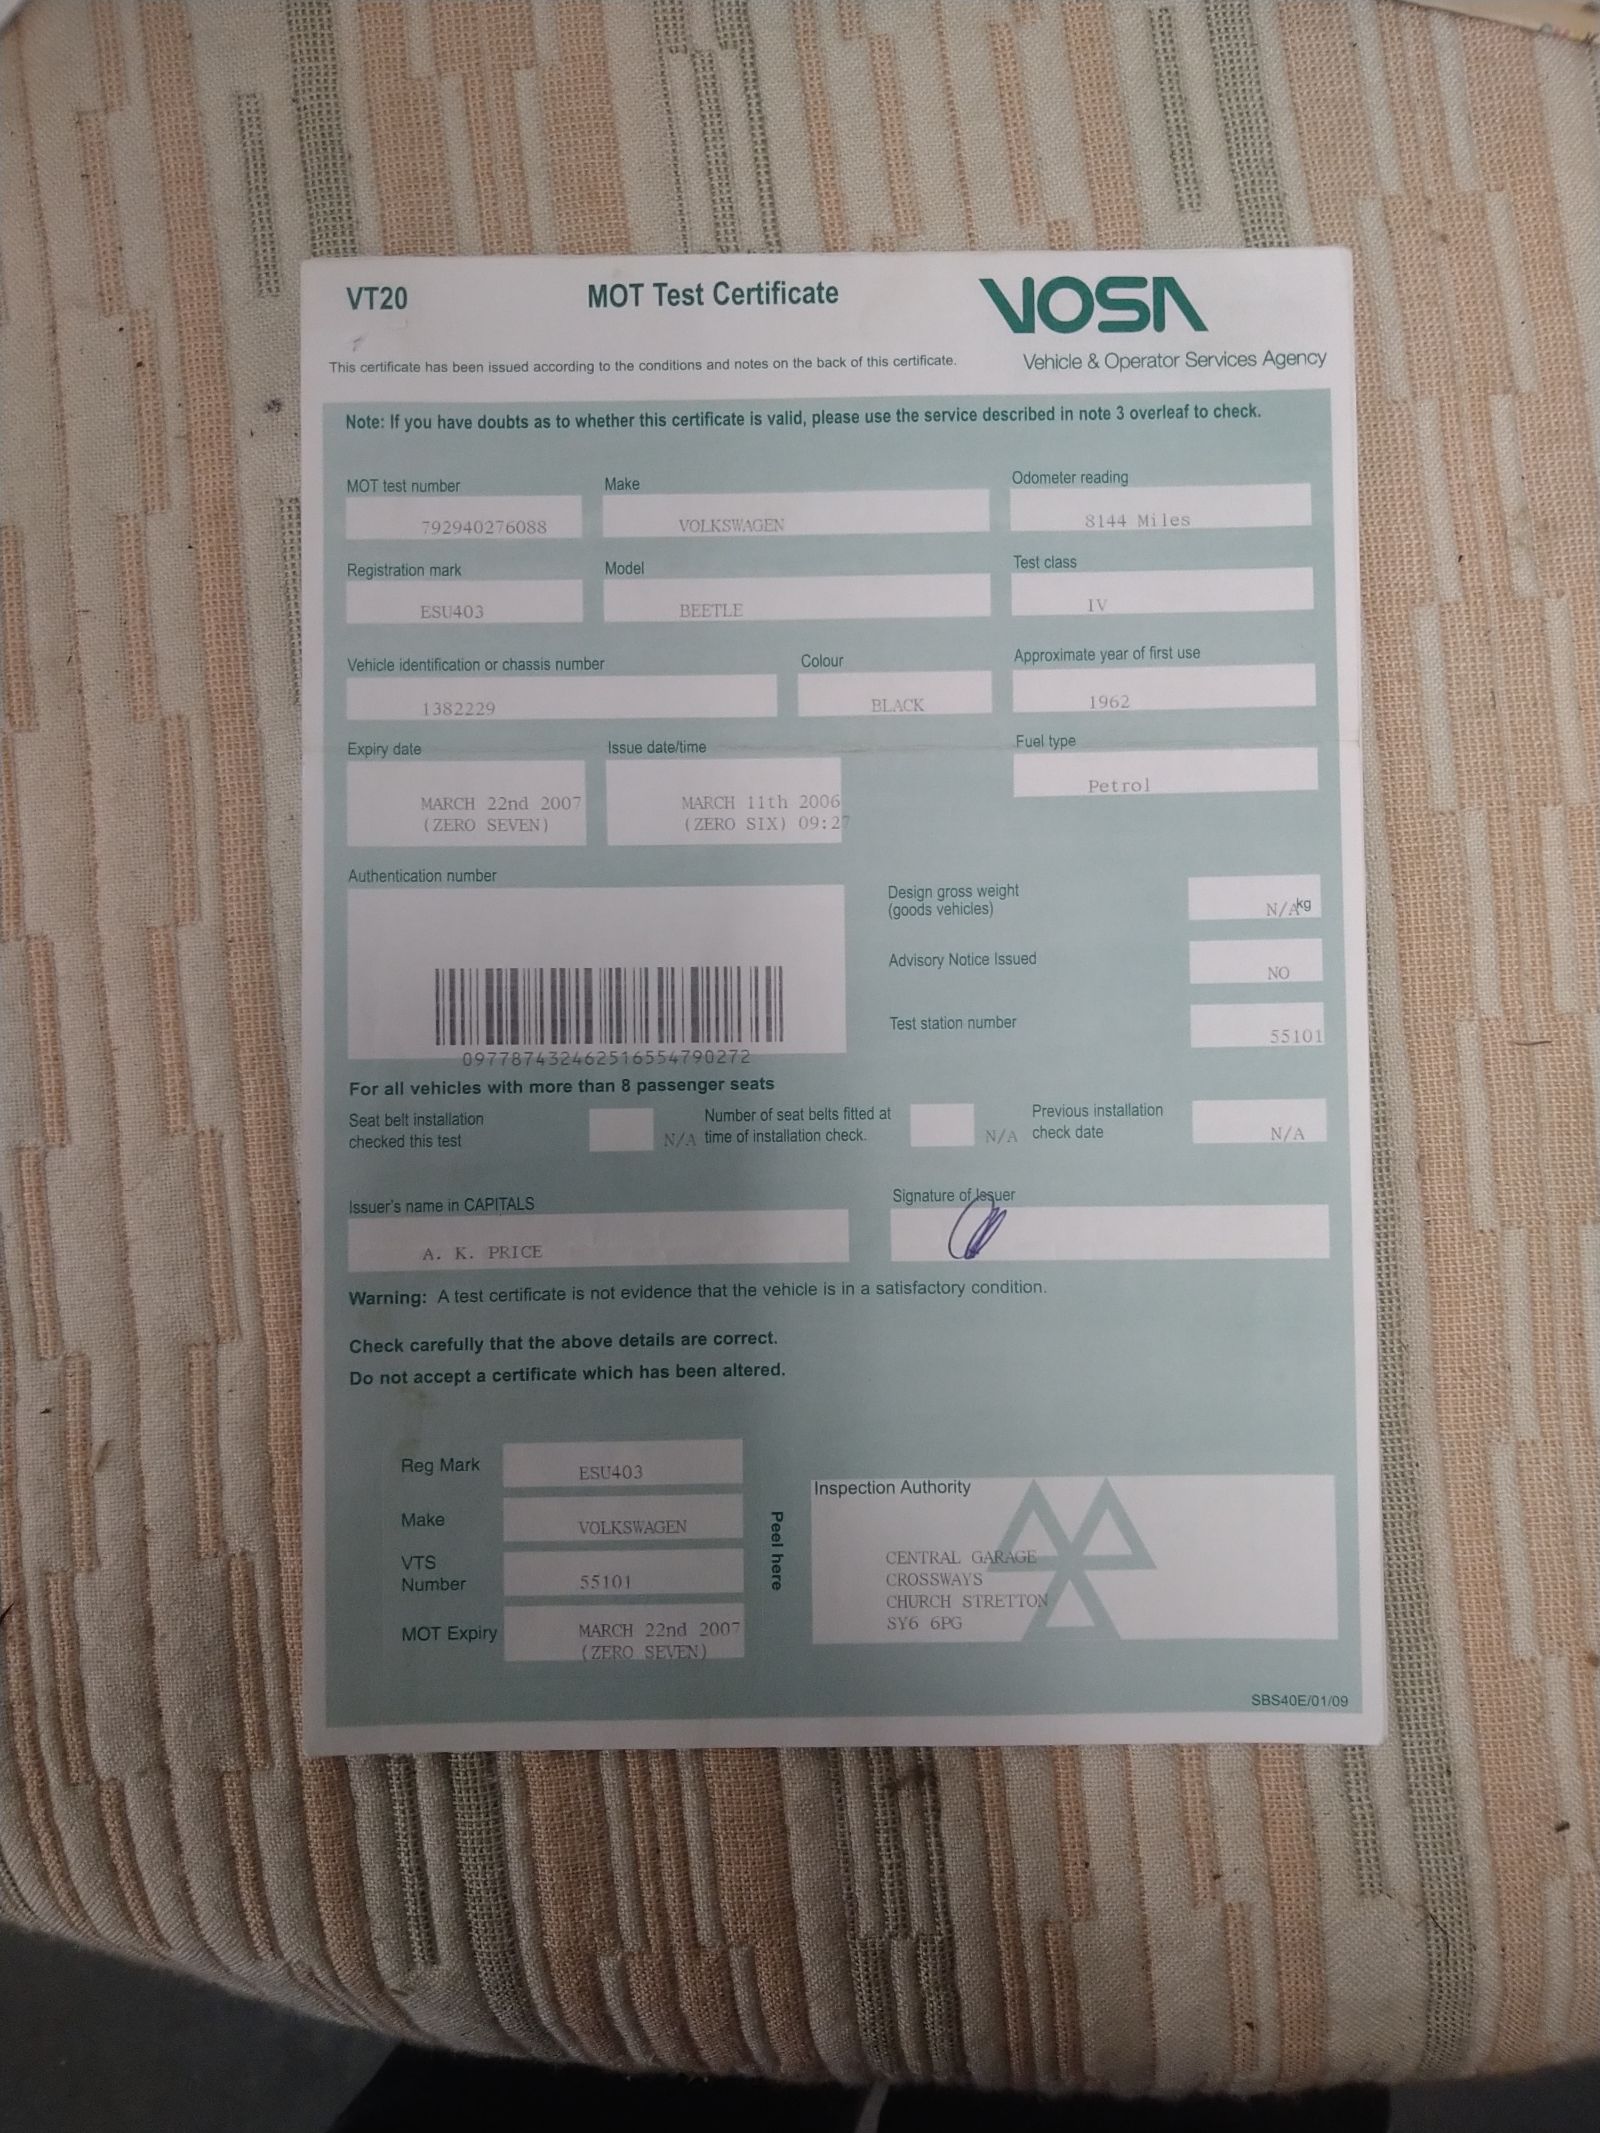 VT20
MOT Test Certificate
VOSA
This certificate has been issued according to the conditions and notes on the back of this certificate.
Vehicle & Operator Services Agency
Note: If you have doubts as to whether this certificate is valid, please use the service described in note 3 overleaf to check.
MOT test number
792940276088
Make
VOLKSWAGEN
Odometer reading
8144 Miles
Registration mark
ESU403
Model
BEETLE
Test class
IV
Vehicle identification or chassis number
1382229
Colour
BLACK
Approximate year of first use
1962
Expiry date
MARCH 22nd 2007
(ZERO SEVEN)
Issue date/time
MARCH 11th 2006
(ZERO SIX) 09:27
Fuel type
Petrol
Authentication number
0977874324625165547902​72
Design gross weight
(goods vehicles)
N/A kg
Advisory Notice Issued
NO
Test station number
55101
For all vehicles with more than 8 passenger seats
Seat belt installation
checked this test
N/A
Number of seat belts fitted at
time of installation check.
N/A
Previous installation
check date
N/A
Issuer's name in CAPITALS
A. K. PRICE
Signature of Issuer
Warning: A test certificate is not evidence that the vehicle is in a satisfactory condition.
Check carefully that the above details are correct.
Do not accept a certificate which has been altered.
Reg Mark
ESU403
Make
VOLKSWAGEN
VTS
Number
55101
MOT Expiry
MARCH 22nd 2007
(ZERO SEVEN)
Peel here
Inspection Authority
CENTRAL GARAGE
CROSSWAYS
CHURCH STRETTON
SY6 6PG
SBS40E/01/09